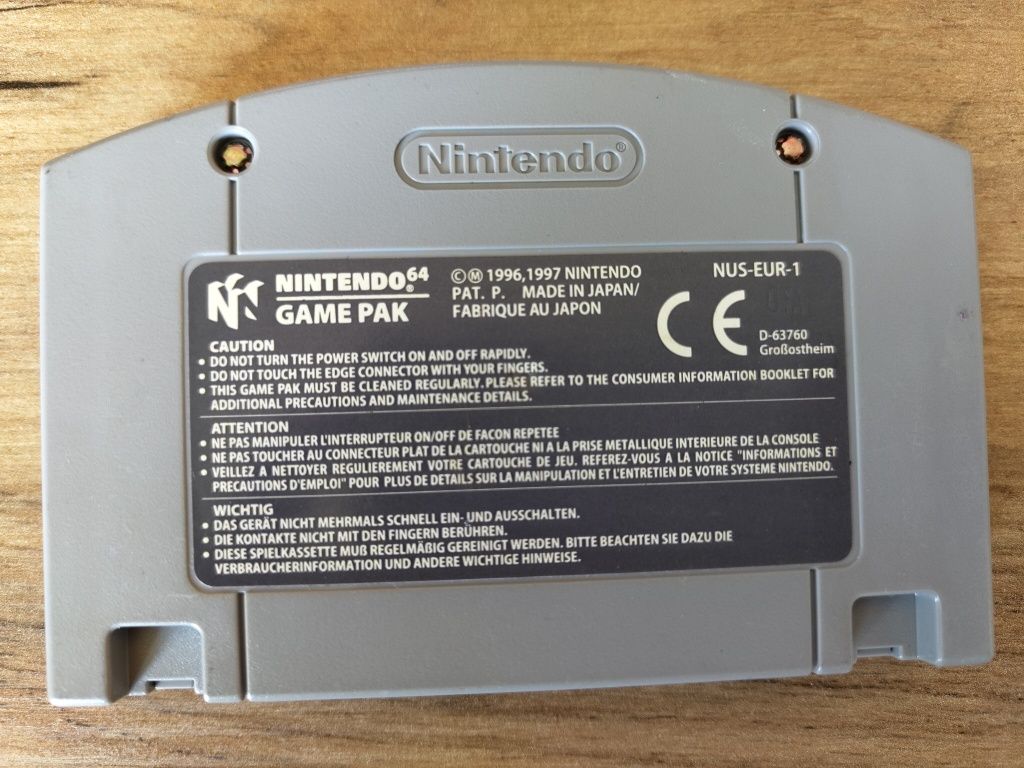 Nintendo®
NINTENDO®64
GAME PAK
©Ⓜ 1996,1997 NINTENDO
PAT. P. MADE IN JAPAN/
FABRIQUE AU JAPON
NUS-EUR-1
CE
D-63760
Großostheim
CAUTION
• DO NOT TURN THE POWER SWITCH ON AND OFF RAPIDLY.
• DO NOT TOUCH THE EDGE CONNECTOR WITH YOUR FINGERS.
• THIS GAME PAK MUST BE CLEANED REGULARLY. PLEASE REFER TO THE CONSUMER INFORMATION BOOKLET FOR
ADDITIONAL PRECAUTIONS AND MAINTENANCE DETAILS.
ATTENTION
• NE PAS MANIPULER L'INTERRUPTEUR ON/OFF DE FACON REPETEE
• NE PAS TOUCHER AU CONNECTEUR PLAT DE LA CARTOUCHE NI A LA PRISE METALLIQUE INTERIEURE DE LA CONSOLE
• VEILLEZ A NETTOYER REGULIEREMENT VOTRE CARTOUCHE DE JEU. REFEREZ-VOUS A LA NOTICE "INFORMATIONS ET
PRECAUTIONS D'EMPLOI" POUR PLUS DE DETAILS SUR LA MANIPULATION ET L'ENTRETIEN DE VOTRE SYSTEME NINTENDO.
WICHTIG
• DAS GERÄT NICHT MEHRMALS SCHNELL EIN- UND AUSSCHALTEN.
• DIE KONTAKTE NICHT MIT DEN FINGERN BERÜHREN.
• DIESE SPIELKASSETTE MUß REGELMÄßIG GEREINIGT WERDEN. BITTE BEACHTEN SIE DAZU DIE
VERBRAUCHERINFORMATION UND ANDERE WICHTIGE HINWEISE.